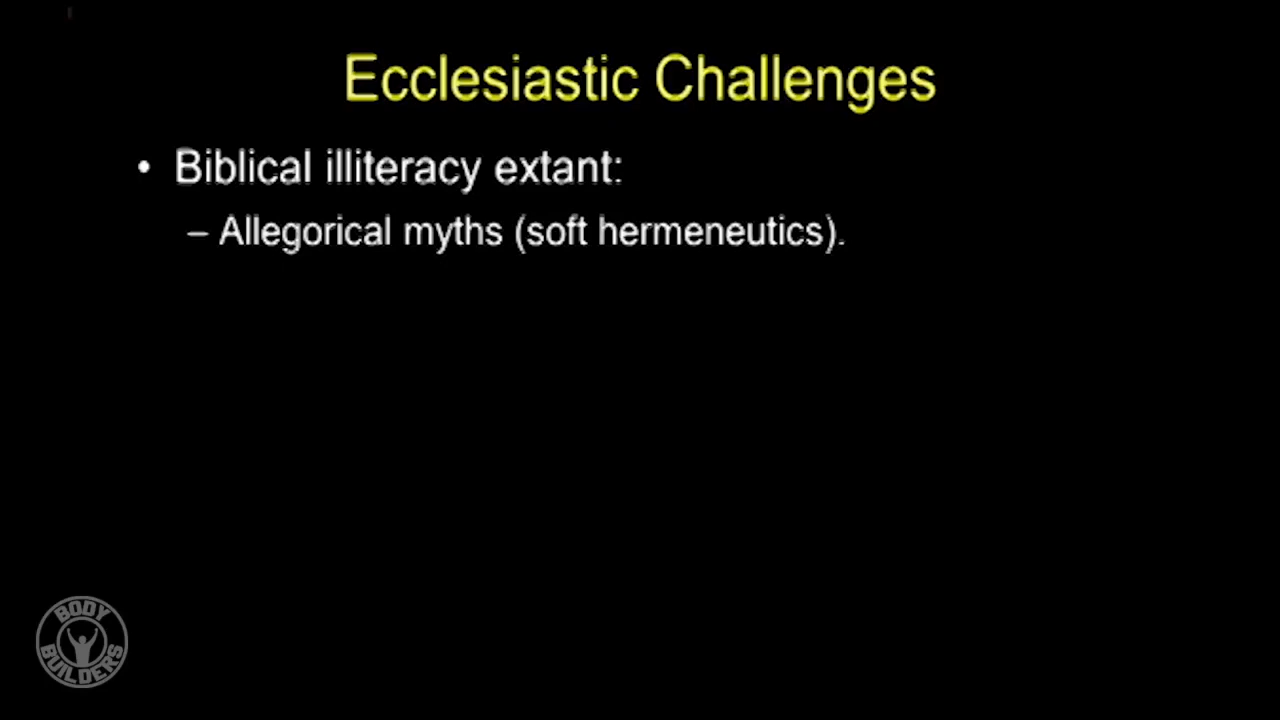 Ecclesiastic Challenges
• Biblical illiteracy extant:
– Allegorical myths (soft hermeneutics).
BODY
BUILDERS